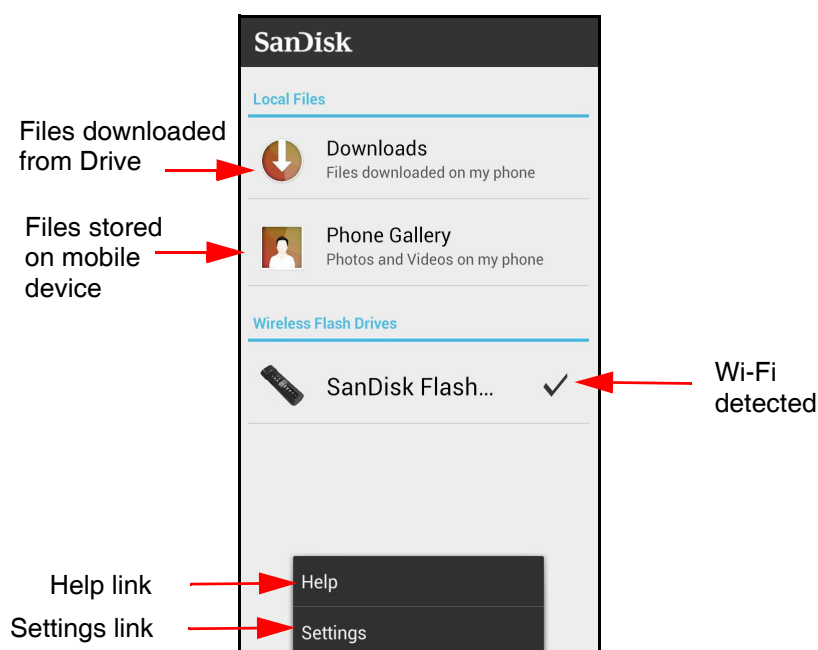 SanDisk
Local Files
Files downloaded
from Drive
Downloads
Files downloaded on my phone
Files stored
on mobile
device
Phone Gallery
Photos and Videos on my phone
Wireless Flash Drives
SanDisk Flash...
Wi-Fi
detected
Help link
Help
Settings link
Settings